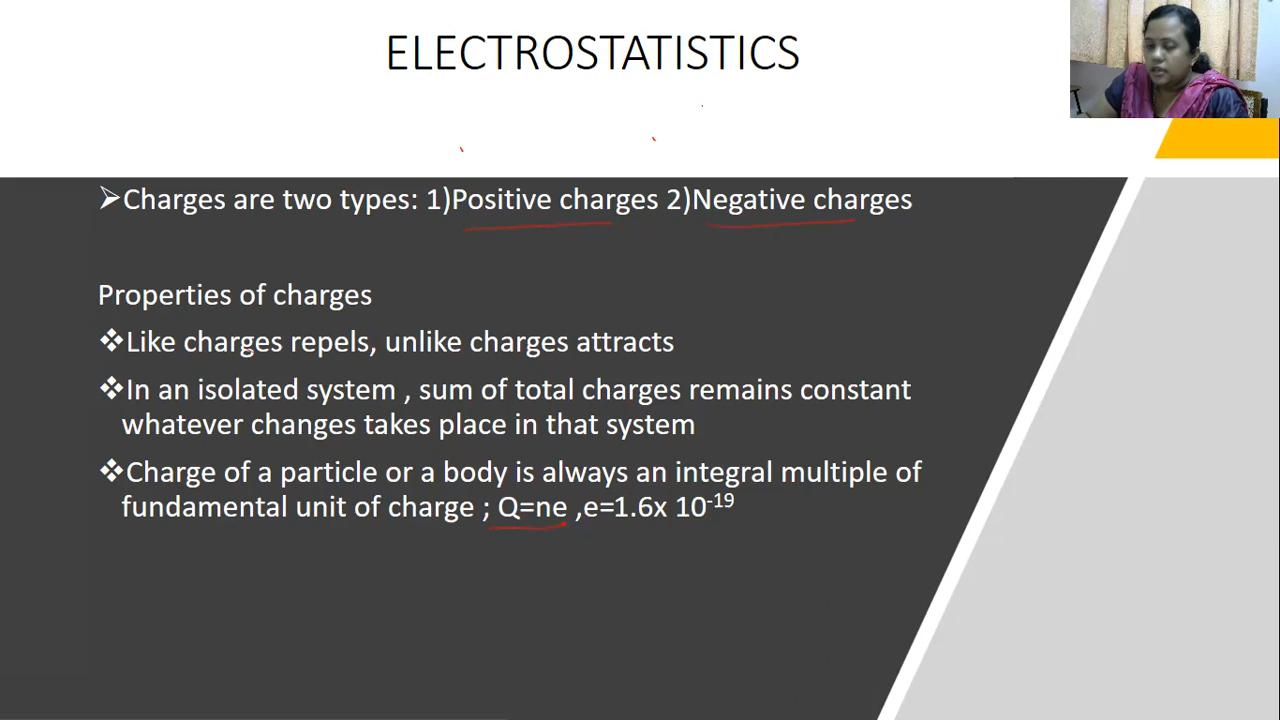 ELECTROSTATISTICS
➢Charges are two types: 1)Positive charges 2)Negative charges
Properties of charges
❖Like charges repels, unlike charges attracts
❖In an isolated system , sum of total charges remains constant
whatever changes takes place in that system
❖Charge of a particle or a body is always an integral multiple of
fundamental unit of charge ; Q=ne ,e=1.6x 10⁻¹⁹